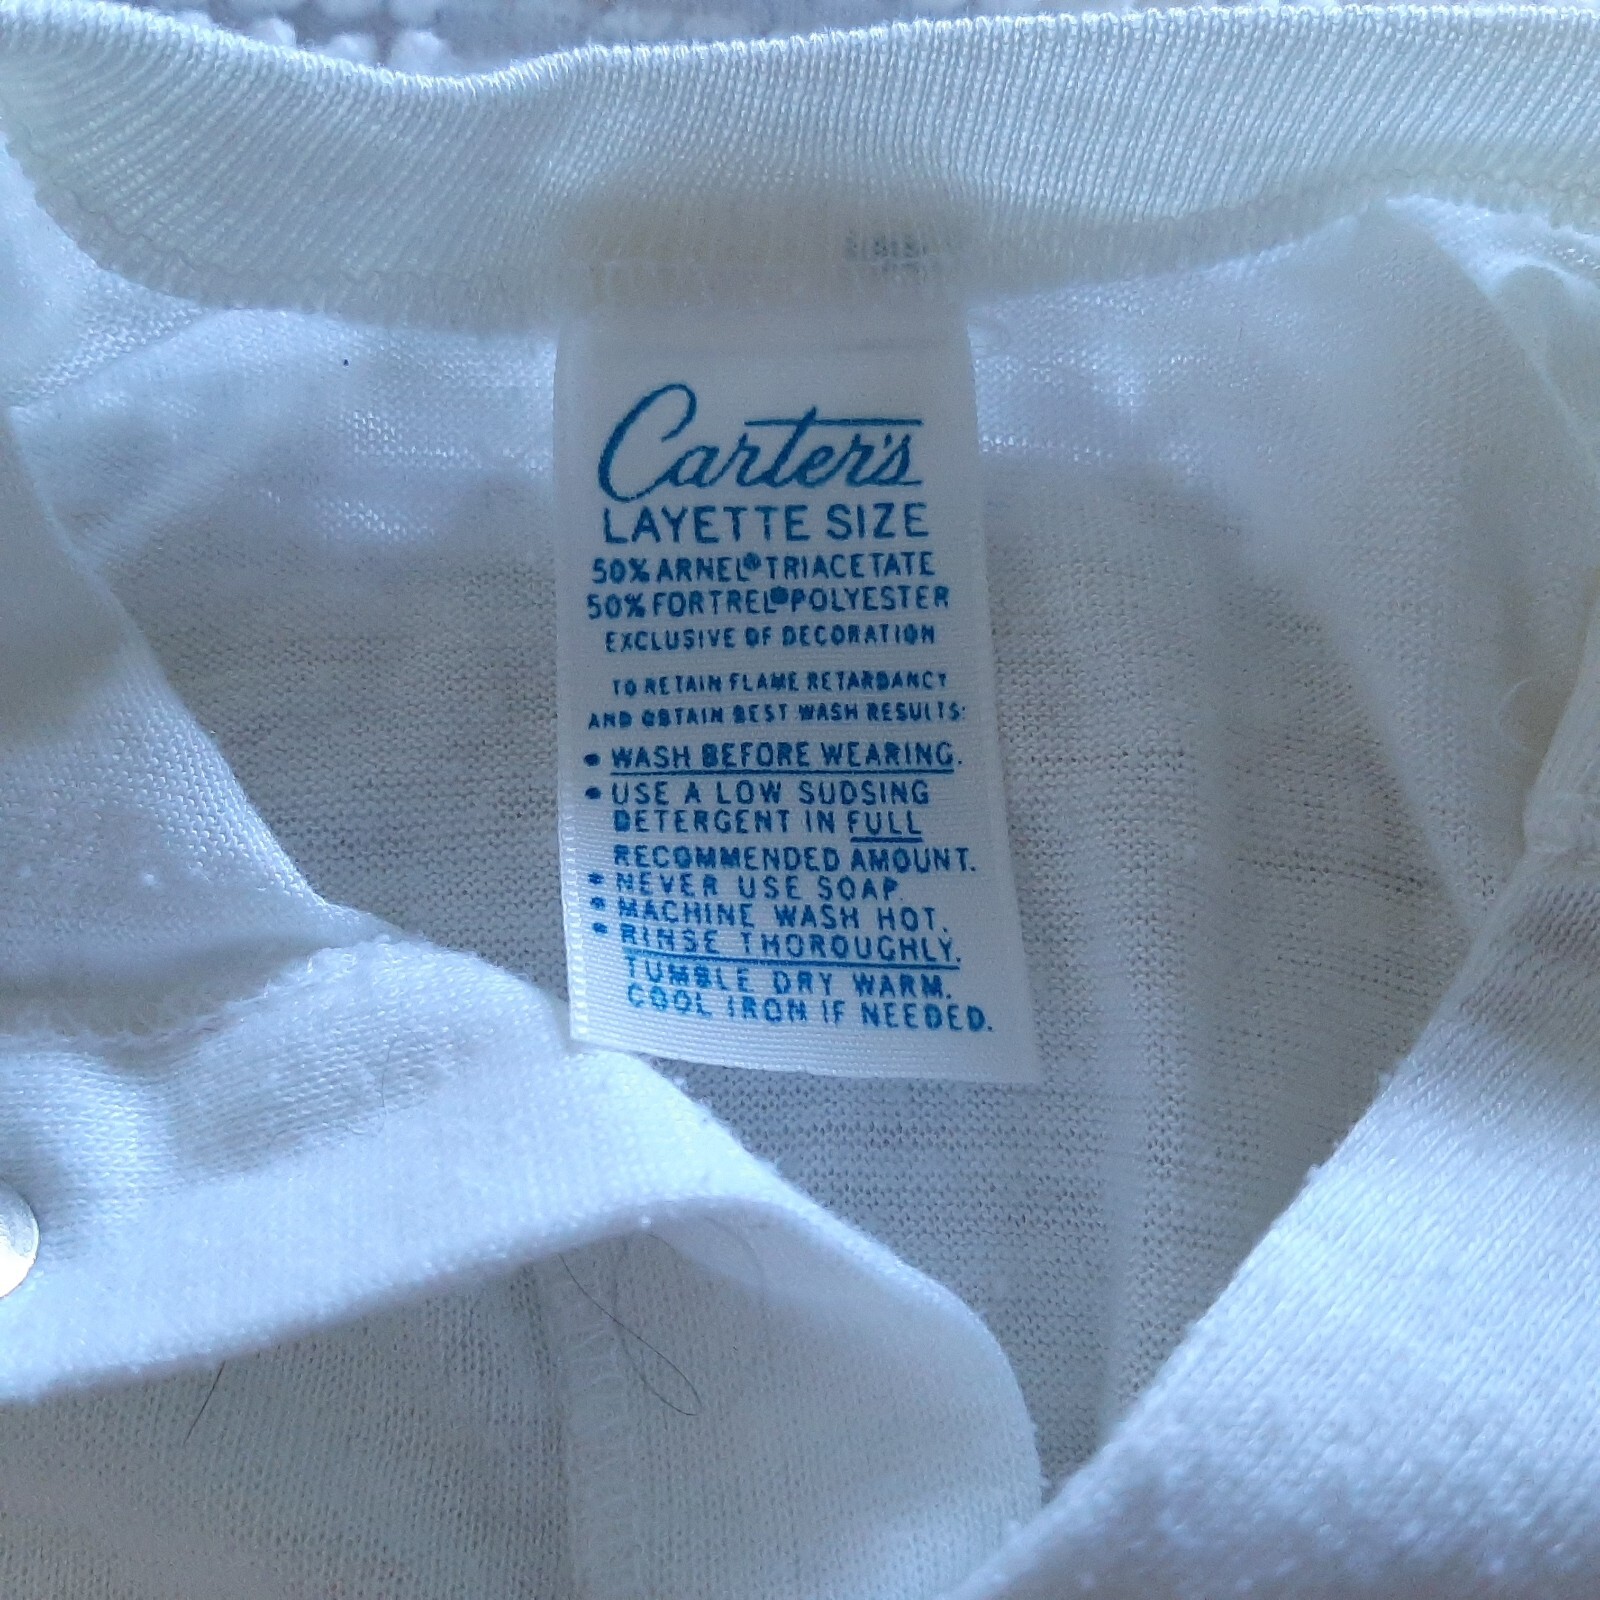 Carter's
LAYETTE SIZE
50% ARNEL® TRIACETATE
50% FORTREL® POLYESTER
EXCLUSIVE OF DECORATION
TO RETAIN FLAME RETARDANCY
AND OBTAIN BEST WASH RESULTS:
• WASH BEFORE WEARING.
• USE A LOW SUDSING
DETERGENT IN FULL
RECOMMENDED AMOUNT.
• NEVER USE SOAP.
• MACHINE WASH HOT.
• RINSE THOROUGHLY.
TUMBLE DRY WARM.
COOL IRON IF NEEDED.